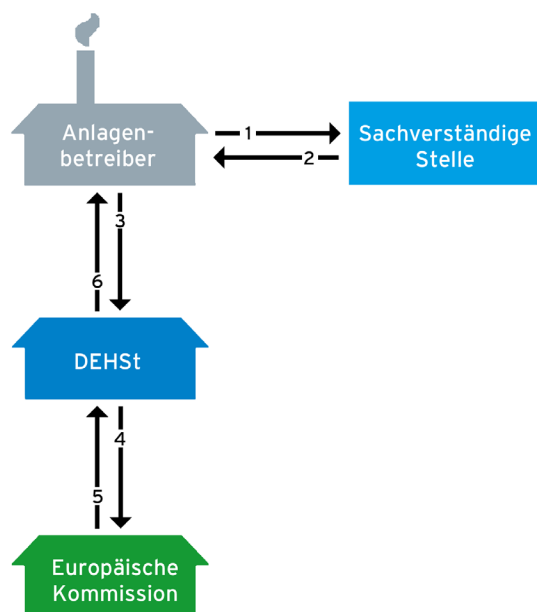 Anlagen-
betreiber
1
2
Sachverständige
Stelle
3
6
DEHSt
4
5
Europäische
Kommission